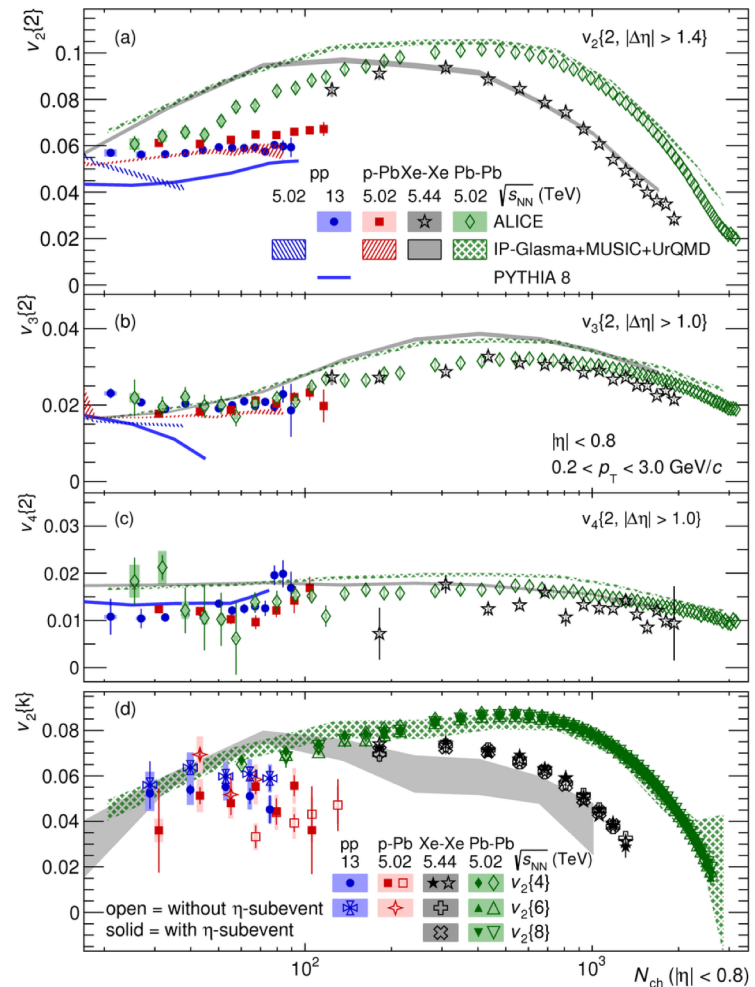 v₂{2}
(a)
v₂{2, |Δη| > 1.4}
0.1
0.08
0.06
0.04
0.02
0
pp p-Pb Xe-Xe Pb-Pb
5.02 13 5.02 5.44 5.02 √s_NN (TeV)
ALICE
IP-Glasma+MUSIC+UrQMD
PYTHIA 8
v₃{2}
(b)
v₃{2, |Δη| > 1.0}
0.04
0.02
0
|η| < 0.8
0.2 < p_T < 3.0 GeV/c
v₄{2}
(c)
v₄{2, |Δη| > 1.0}
0.03
0.02
0.01
0
v₂{k}
(d)
0.08
0.06
0.04
0.02
0
pp p-Pb Xe-Xe Pb-Pb
13 5.02 5.44 5.02 √s_NN (TeV)
v₂{4}
v₂{6}
v₂{8}
open = without η-subevent
solid = with η-subevent
10² 10³
N_ch (|η| < 0.8)